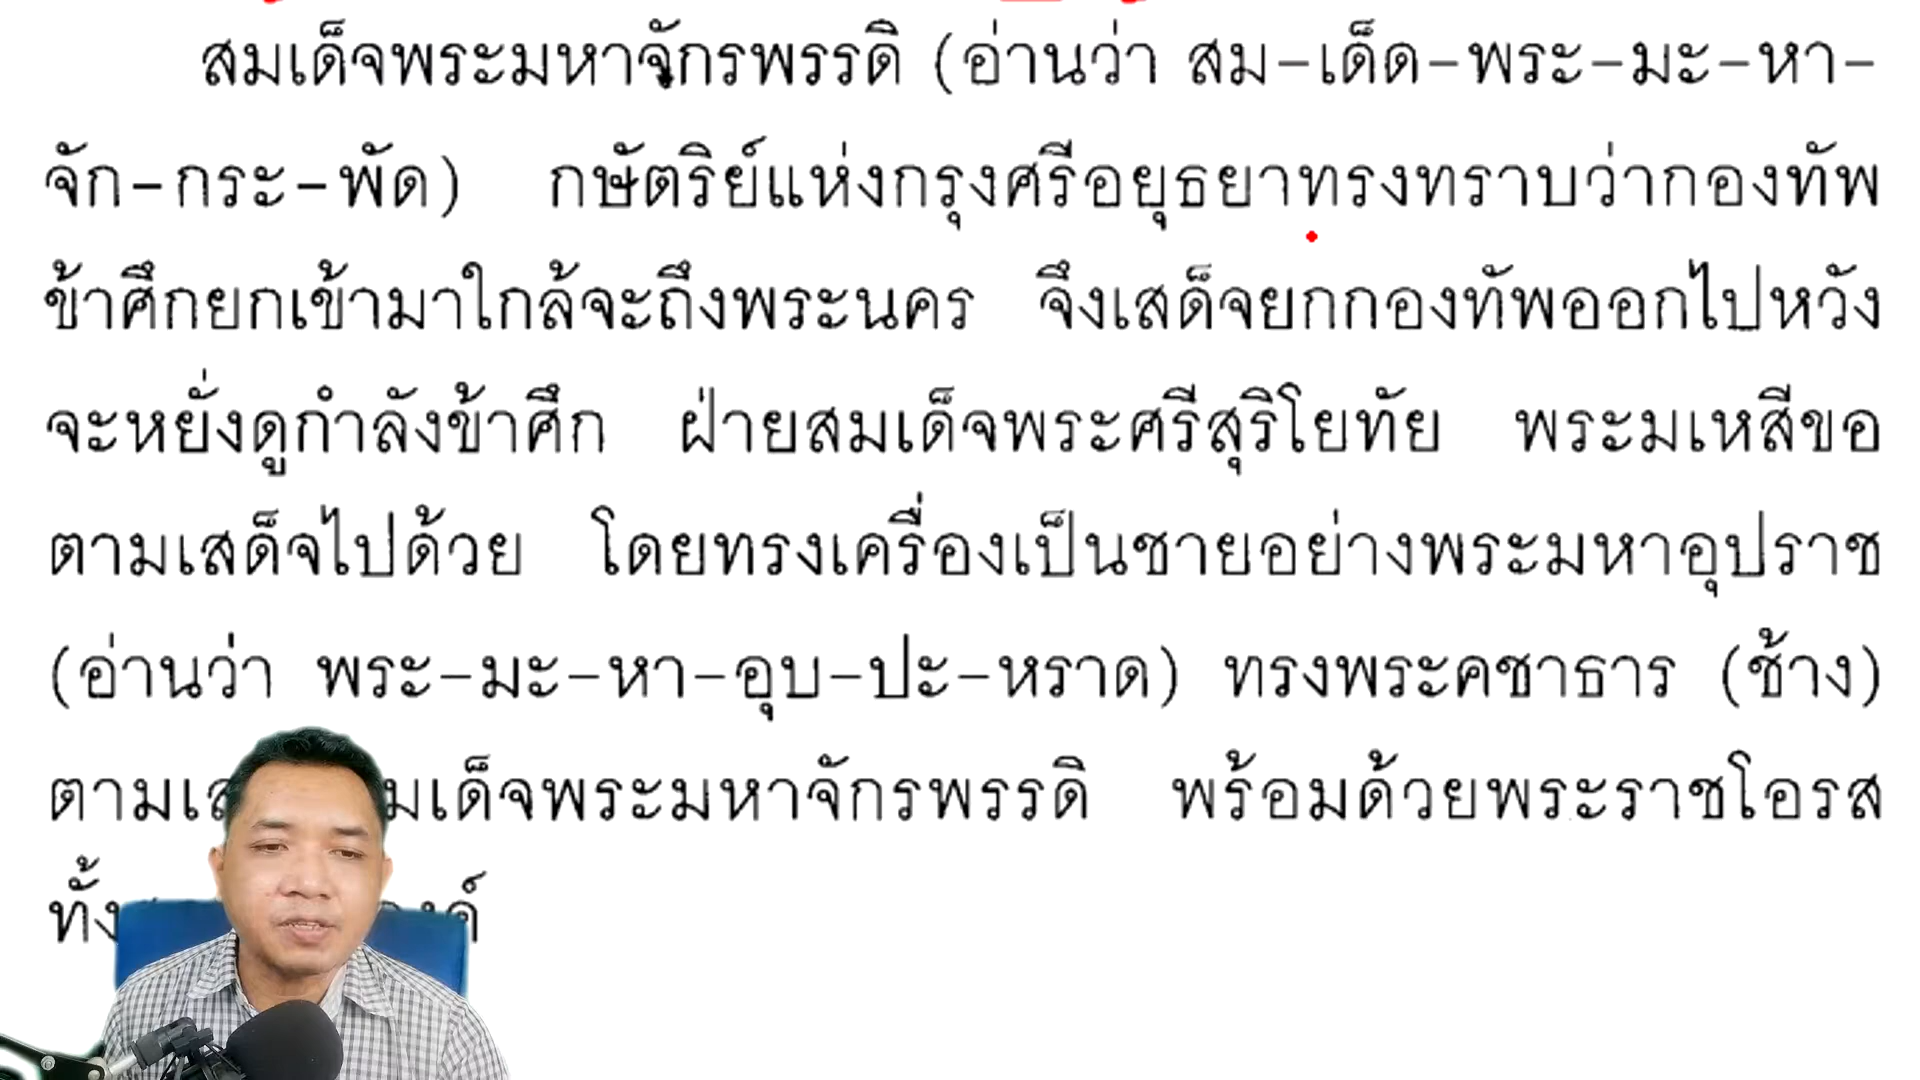 สมเด็จพระมหาจักรพรรดิ (อ่านว่า สม-เด็ด-พระ-มะ-หา-
จัก-กระ-พัด) กษัตริย์แห่งกรุงศรีอยุธยาทรงทราบว่ากองทัพ
ข้าศึกยกเข้ามาใกล้จะถึงพระนคร จึงเสด็จยกกองทัพออกไปหวัง
จะหยั่งดูกำลังข้าศึก ฝ่ายสมเด็จพระศรีสุริโยทัย พระมเหสีขอ
ตามเสด็จไปด้วย โดยทรงเครื่องเป็นชายอย่างพระมหาอุปราช
(อ่านว่า พระ-มะ-หา-อุบ-ปะ-หราด) ทรงพระคชาธาร (ช้าง)
ตามเ มเด็จพระมหาจักรพรรดิ พร้อมด้วยพระราชโอรส
ทั้ง